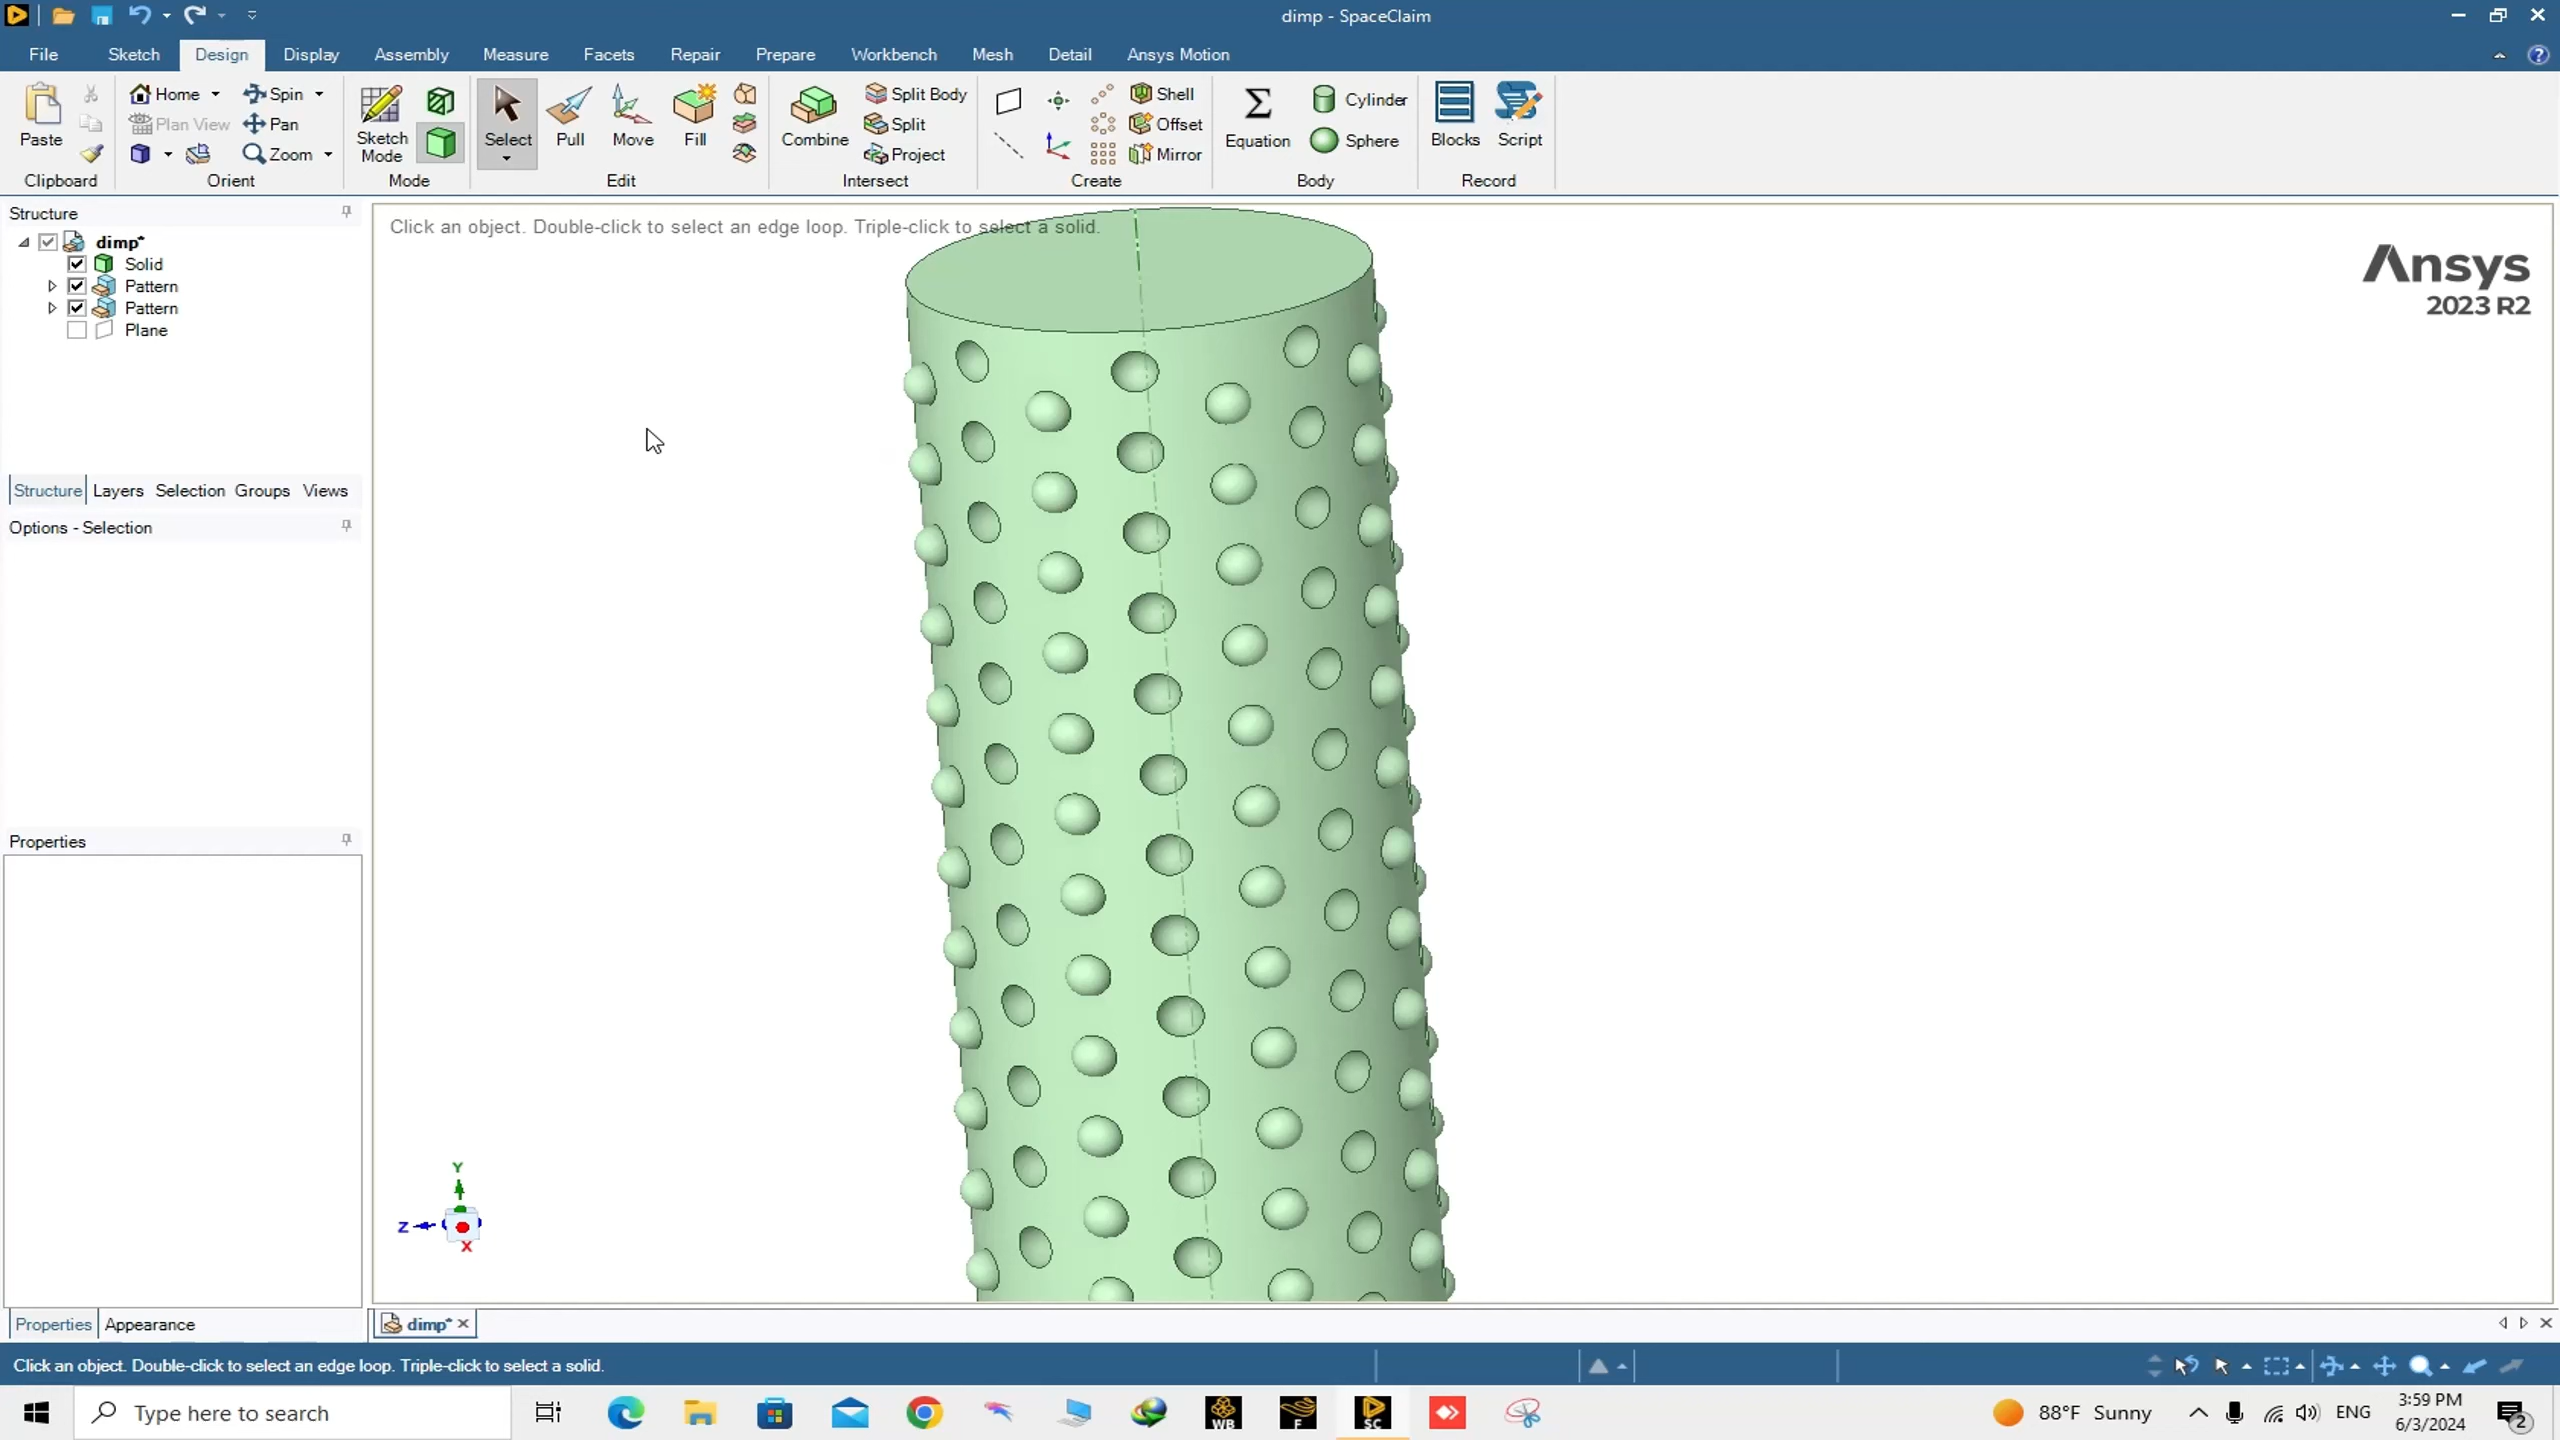 dimp - SpaceClaim
File Sketch Design Display Assembly Measure Facets Repair Prepare Workbench Mesh Detail Ansys Motion
Paste
Clipboard
Home Spin
Plan View Pan
Zoom
Orient
Sketch Mode
Mode
Select Pull Move Fill
Edit
Combine
Split Body
Split
Project
Intersect
Shell
Offset
Mirror
Create
Equation
Cylinder
Sphere
Body
Blocks Script
Record
Structure
dimp*
Solid
Pattern
Pattern
Plane
Structure Layers Selection Groups Views
Options - Selection
Properties
Properties Appearance
Click an object. Double-click to select an edge loop. Triple-click to select a solid.
Ansys
2023 R2
Y
Z
X
dimp*
Click an object. Double-click to select an edge loop. Triple-click to select a solid.
Type here to search
WB
F
SC
88°F Sunny
ENG
3:59 PM
6/3/2024
2